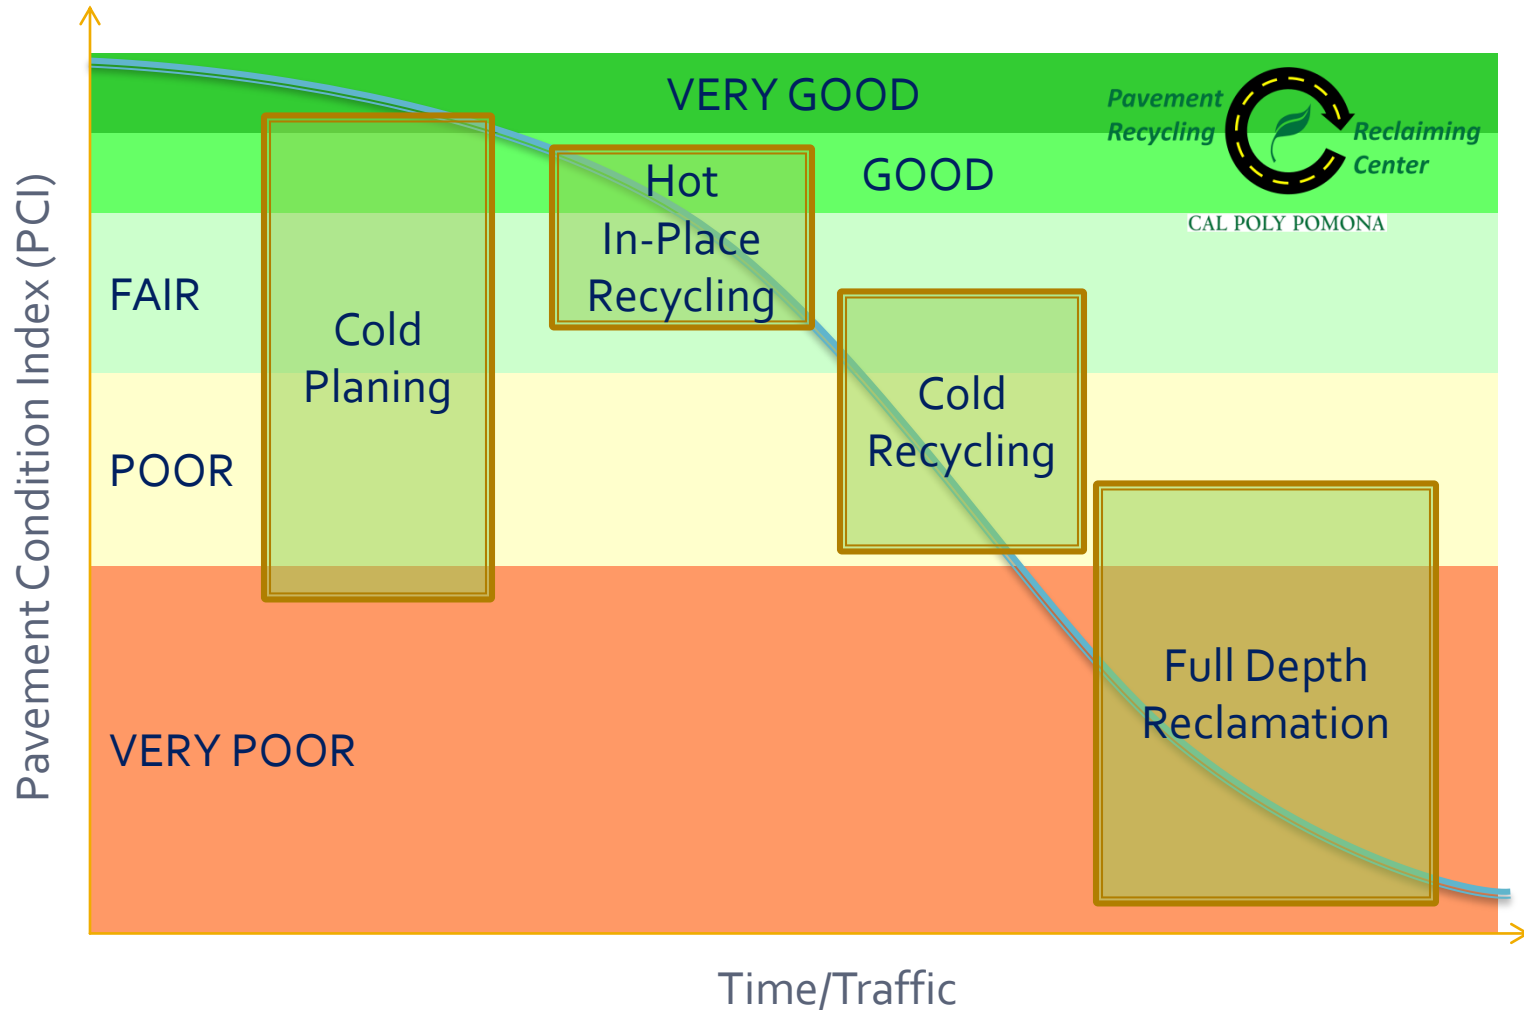 VERY GOOD
Pavement
Recycling
Reclaiming
Center
CAL POLY POMONA
GOOD
Hot
In-Place
Recycling
FAIR
Cold
Planing
Cold
Recycling
POOR
Full Depth
Reclamation
VERY POOR
Pavement Condition Index (PCI)
Time/Traffic